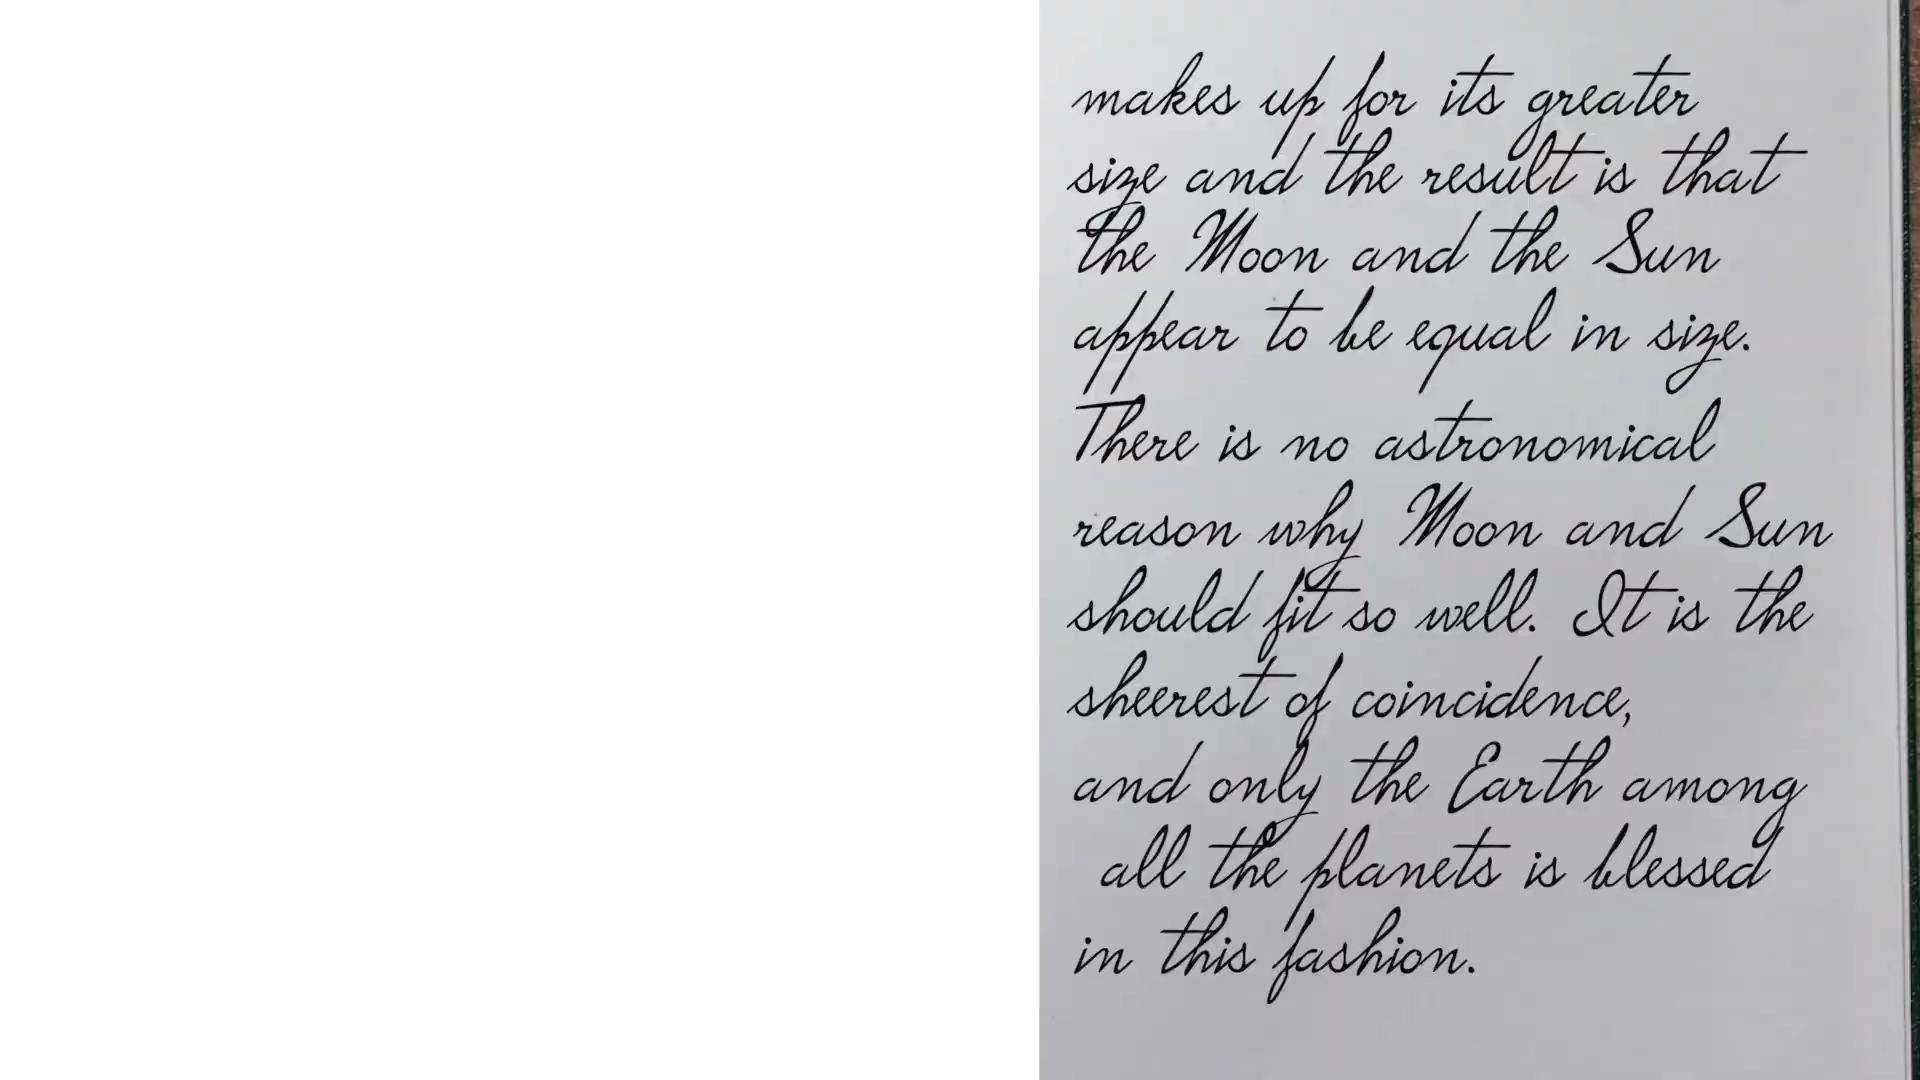 makes up for its greater
size and the result is that
the Moon and the Sun
appear to be equal in size.
There is no astronomical
reason why Moon and Sun
should fit so well. It is the
sheerest of coincidence,
and only the Earth among
all the planets is blessed
in this fashion.